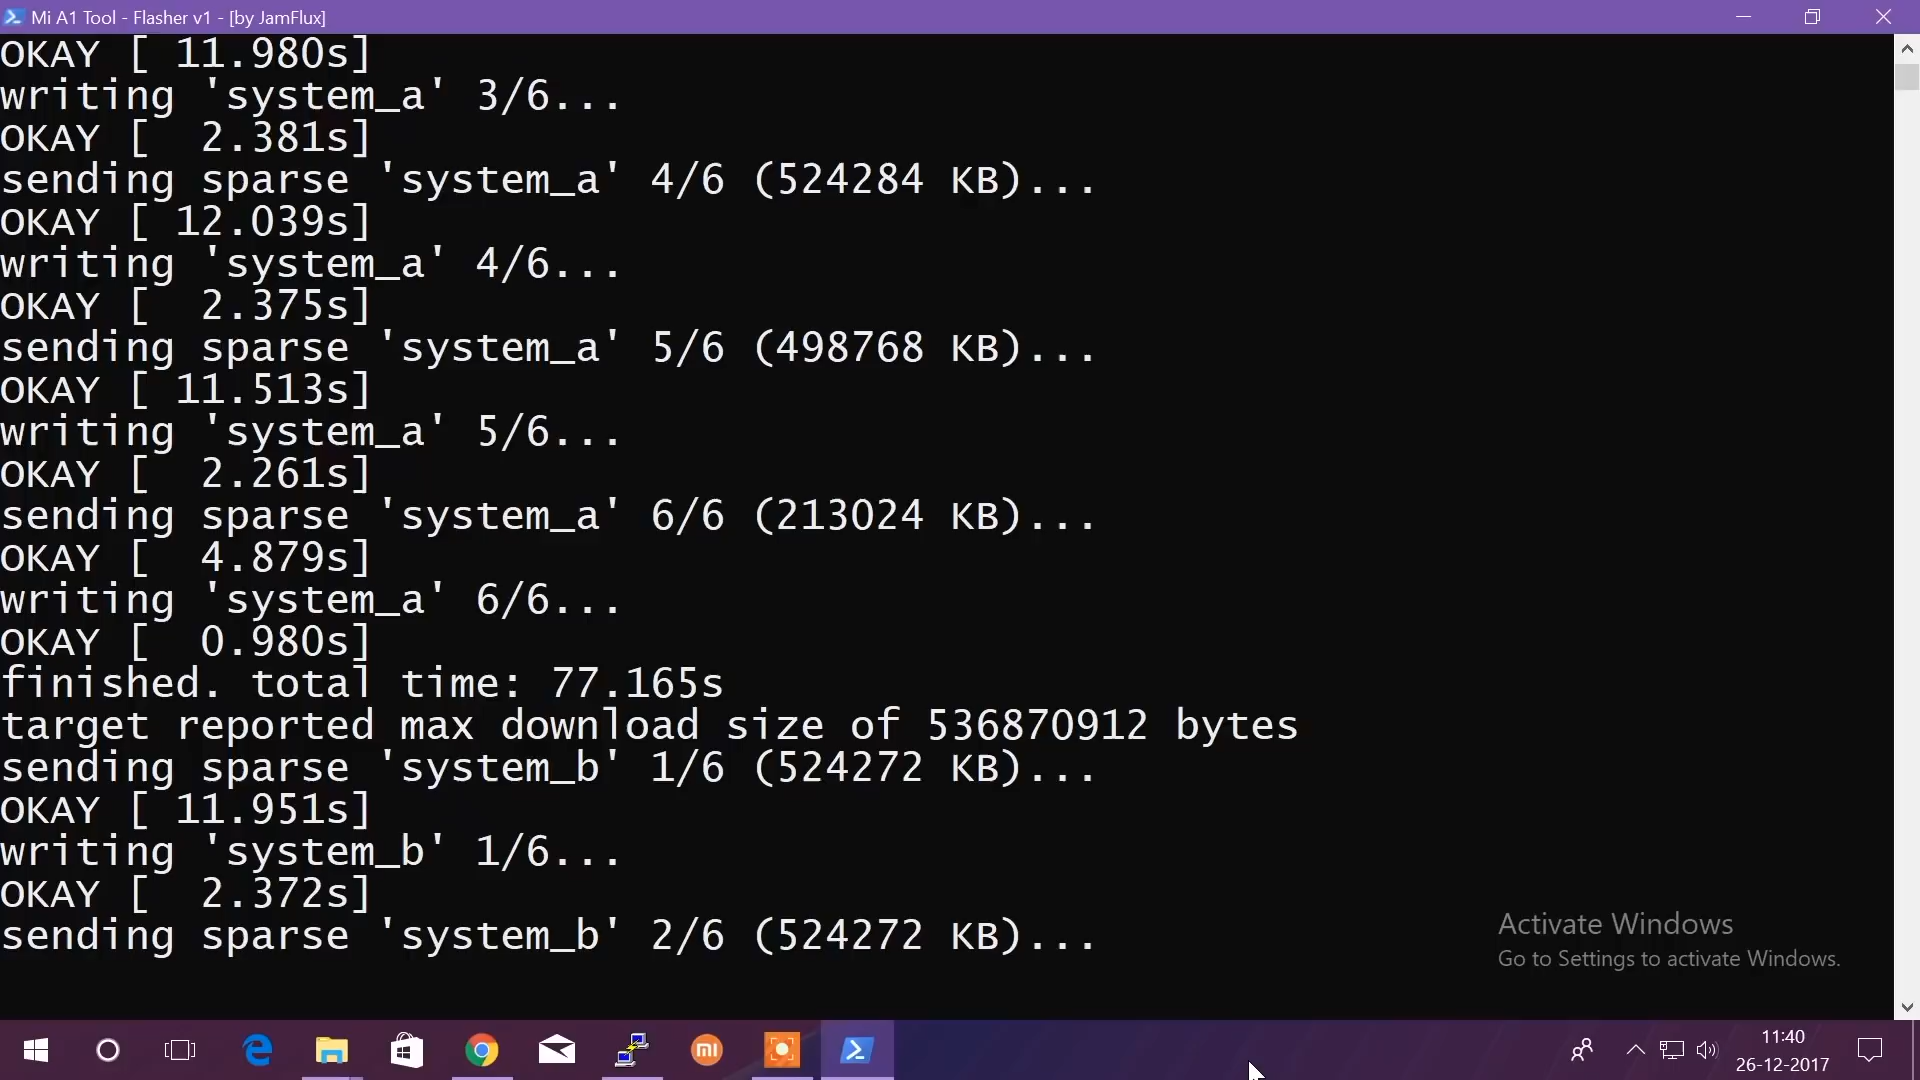 Mi A1 Tool - Flasher v1 - [by JamFlux]
OKAY [ 11.980s]
writing 'system_a' 3/6...
OKAY [  2.381s]
sending sparse 'system_a' 4/6 (524284 KB)...
OKAY [ 12.039s]
writing 'system_a' 4/6...
OKAY [  2.375s]
sending sparse 'system_a' 5/6 (498768 KB)...
OKAY [ 11.513s]
writing 'system_a' 5/6...
OKAY [  2.261s]
sending sparse 'system_a' 6/6 (213024 KB)...
OKAY [  4.879s]
writing 'system_a' 6/6...
OKAY [  0.980s]
finished. total time: 77.165s
target reported max download size of 536870912 bytes
sending sparse 'system_b' 1/6 (524272 KB)...
OKAY [ 11.951s]
writing 'system_b' 1/6...
OKAY [  2.372s]
sending sparse 'system_b' 2/6 (524272 KB)...
Activate Windows
Go to Settings to activate Windows.
mi
11:40
26-12-2017